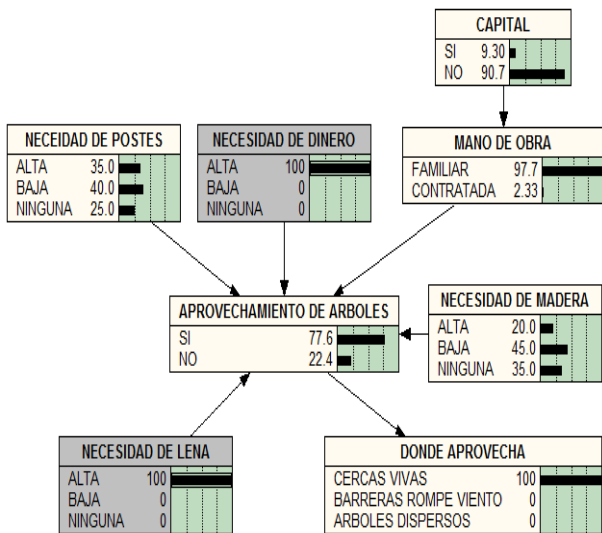 CAPITAL
SI 9.30
NO 90.7
NECEIDAD DE POSTES
ALTA 35.0
BAJA 40.0
NINGUNA 25.0
NECESIDAD DE DINERO
ALTA 100
BAJA 0
NINGUNA 0
MANO DE OBRA
FAMILIAR 97.7
CONTRATADA 2.33
APROVECHAMIENTO DE ARBOLES
SI 77.6
NO 22.4
NECESIDAD DE MADERA
ALTA 20.0
BAJA 45.0
NINGUNA 35.0
NECESIDAD DE LENA
ALTA 100
BAJA 0
NINGUNA 0
DONDE APROVECHA
CERCAS VIVAS 100
BARRERAS ROMPE VIENTO 0
ARBOLES DISPERSOS 0